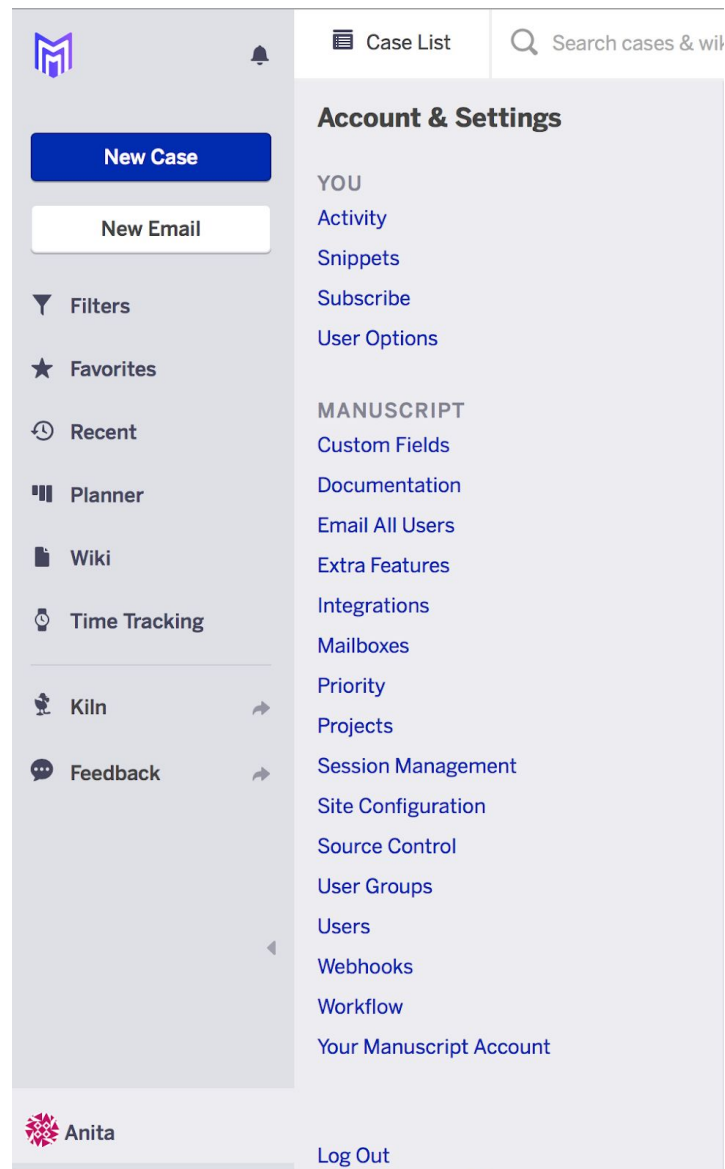 New Case
New Email
Filters
Favorites
Recent
Planner
Wiki
Time Tracking
Kiln
Feedback
Anita
Case List
Search cases & wik
Account & Settings
YOU
Activity
Snippets
Subscribe
User Options
MANUSCRIPT
Custom Fields
Documentation
Email All Users
Extra Features
Integrations
Mailboxes
Priority
Projects
Session Management
Site Configuration
Source Control
User Groups
Users
Webhooks
Workflow
Your Manuscript Account
Log Out